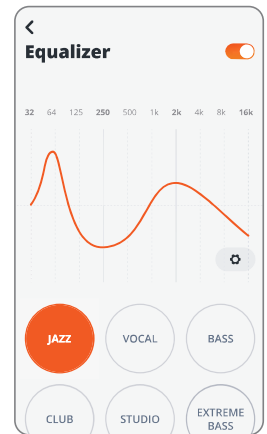 Equalizer
32 64 125 250 500 1k 2k 4k 8k 16k
JAZZ VOCAL BASS
CLUB STUDIO EXTREME
BASS